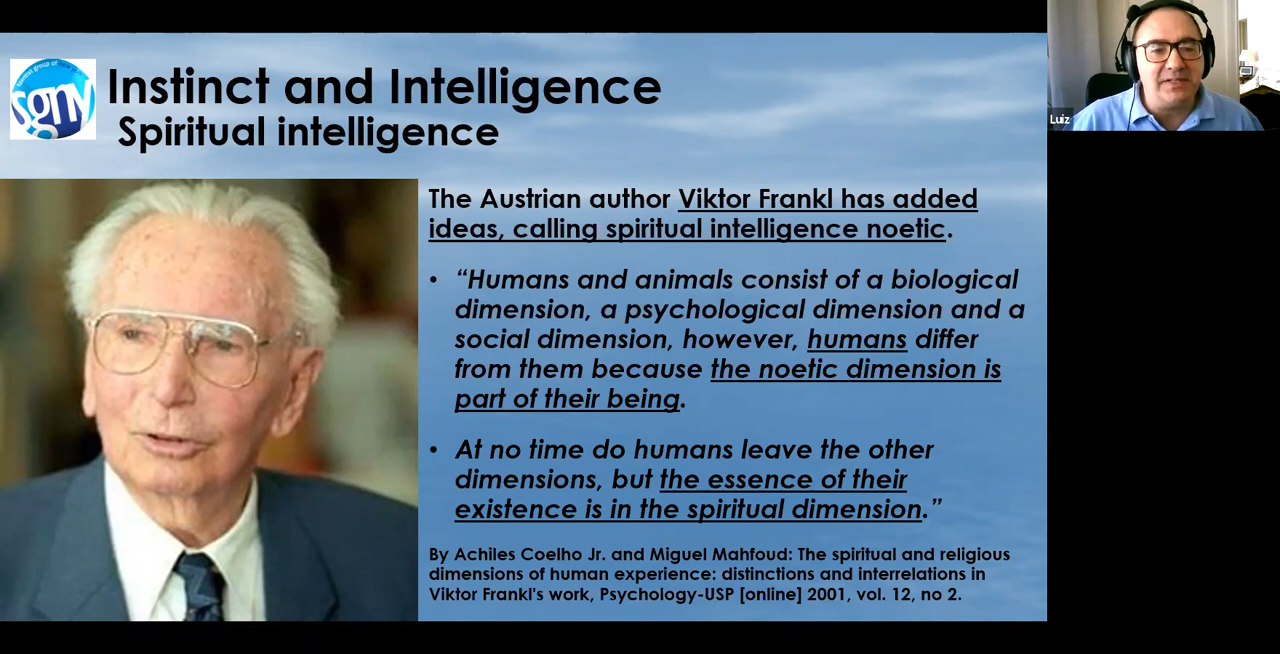 Instinct and Intelligence
Spiritual intelligence
sgny
The Austrian author Viktor Frankl has added
ideas, calling spiritual intelligence noetic.
• “Humans and animals consist of a biological
dimension, a psychological dimension and a
social dimension, however, humans differ
from them because the noetic dimension is
part of their being.
• At no time do humans leave the other
dimensions, but the essence of their
existence is in the spiritual dimension.”
By Achiles Coelho Jr. and Miguel Mahfoud: The spiritual and religious
dimensions of human experience: distinctions and interrelations in
Viktor Frankl's work, Psychology-USP [online] 2001, vol. 12, no 2.
Luiz